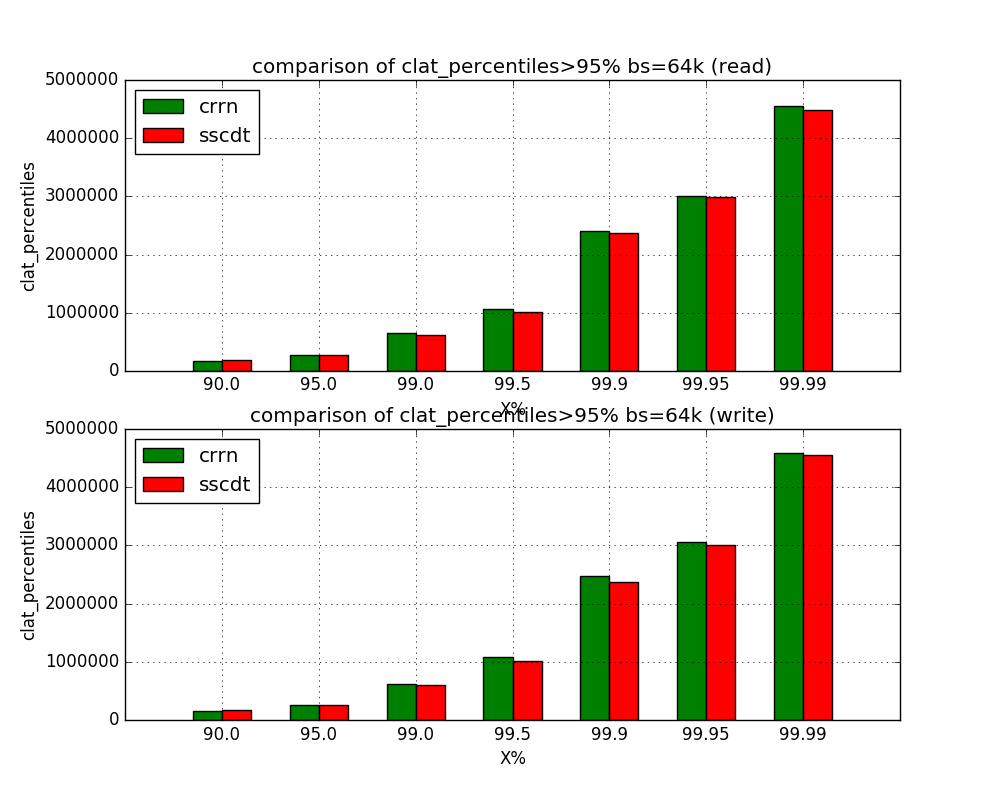 comparison of clat_percentiles>95% bs=64k (read)
5000000
4000000
3000000
2000000
1000000
0
clat_percentiles
crrn
sscdt
90.0 95.0 99.0 99.5 99.9 99.95 99.99
X%
comparison of clat_percentiles>95% bs=64k (write)
5000000
4000000
3000000
2000000
1000000
0
clat_percentiles
crrn
sscdt
90.0 95.0 99.0 99.5 99.9 99.95 99.99
X%